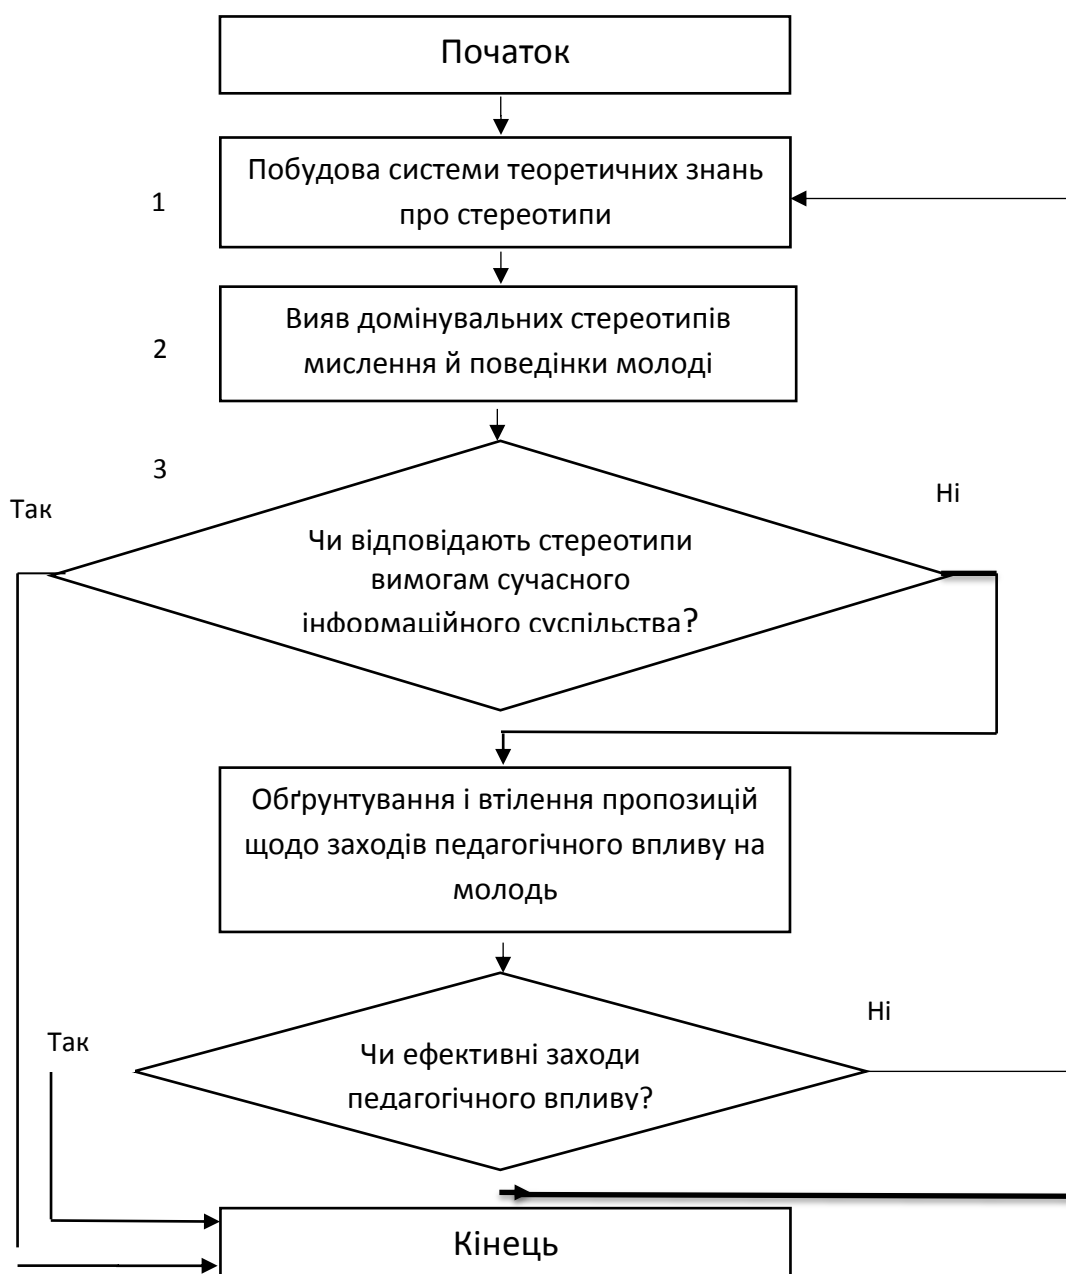 Початок
Побудова системи теоретичних знань
про стереотипи
1
Вияв домінувальних стереотипів
мислення й поведінки молоді
2
3
Так
Ні
Чи відповідають стереотипи
вимогам сучасного
інформаційного суспільства?
Обґрунтування і втілення пропозицій
щодо заходів педагогічного впливу на
молодь
Так
Ні
Чи ефективні заходи
педагогічного впливу?
Кінець